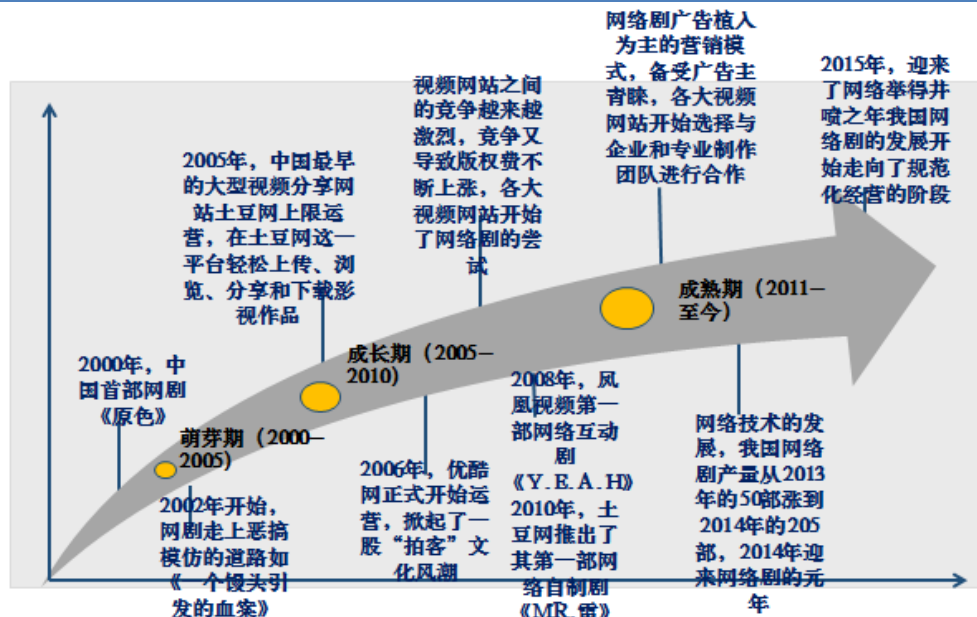 2000年，中
国首部网剧
《原色》
萌芽期（2000—
2005）
2002年开始，
网剧走上恶搞
模仿的道路如
《一个馒头引
发的血案》
2005年，中国最早
的大型视频分享网
站土豆网上限运
营，在土豆网这一
平台轻松上传、浏
览、分享和下载影
视作品
成长期（2005—
2010）
2006年，优酷
网正式开始运
营，掀起了一
股“拍客”文
化风潮
视频网站之间
的竞争越来越
激烈，竞争又
导致版权费不
断上涨，各大
视频网站开始
了网络剧的尝
试
2008年，凤
凰视频第一
部网络互动
剧
《Y.E.A.H》
2010年，土
豆网推出了
其第一部网
络自制剧
《MR.雷》
网络剧广告植入
为主的营销模
式，备受广告主
青睐，各大视频
网站开始选择与
企业和专业制作
团队进行合作
成熟期（2011—
至今）
网络技术的发
展，我国网络
剧产量从2013
年的50部涨到
2014年的205
部，2014年迎
来网络剧的元
年
2015年，迎来
了网络举得井
喷之年我国网
络剧的发展开
始走向了规范
化经营的阶段